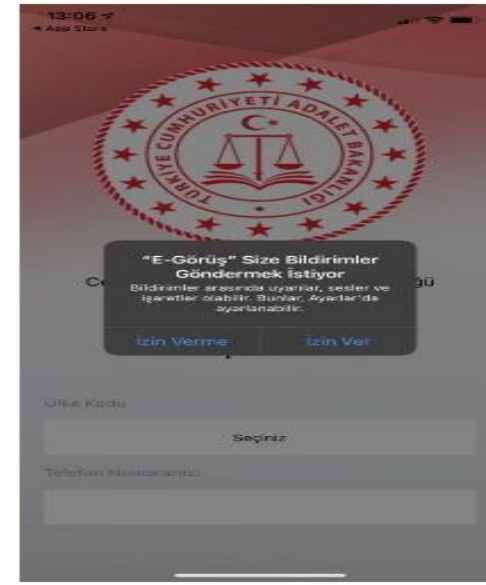 13:06
◂ App Store
TÜRKİYE CUMHURİYETİ ADALET BAKANLIĞI
"E-Görüş" Size Bildirimler
Göndermek İstiyor
Bildirimler arasında uyarılar, sesler ve
işaretler olabilir. Bunlar, Ayarlar'da
ayarlanabilir.
İzin Verme
İzin Ver
Ülke Kodu
Seçiniz
Telefon Numaranız: